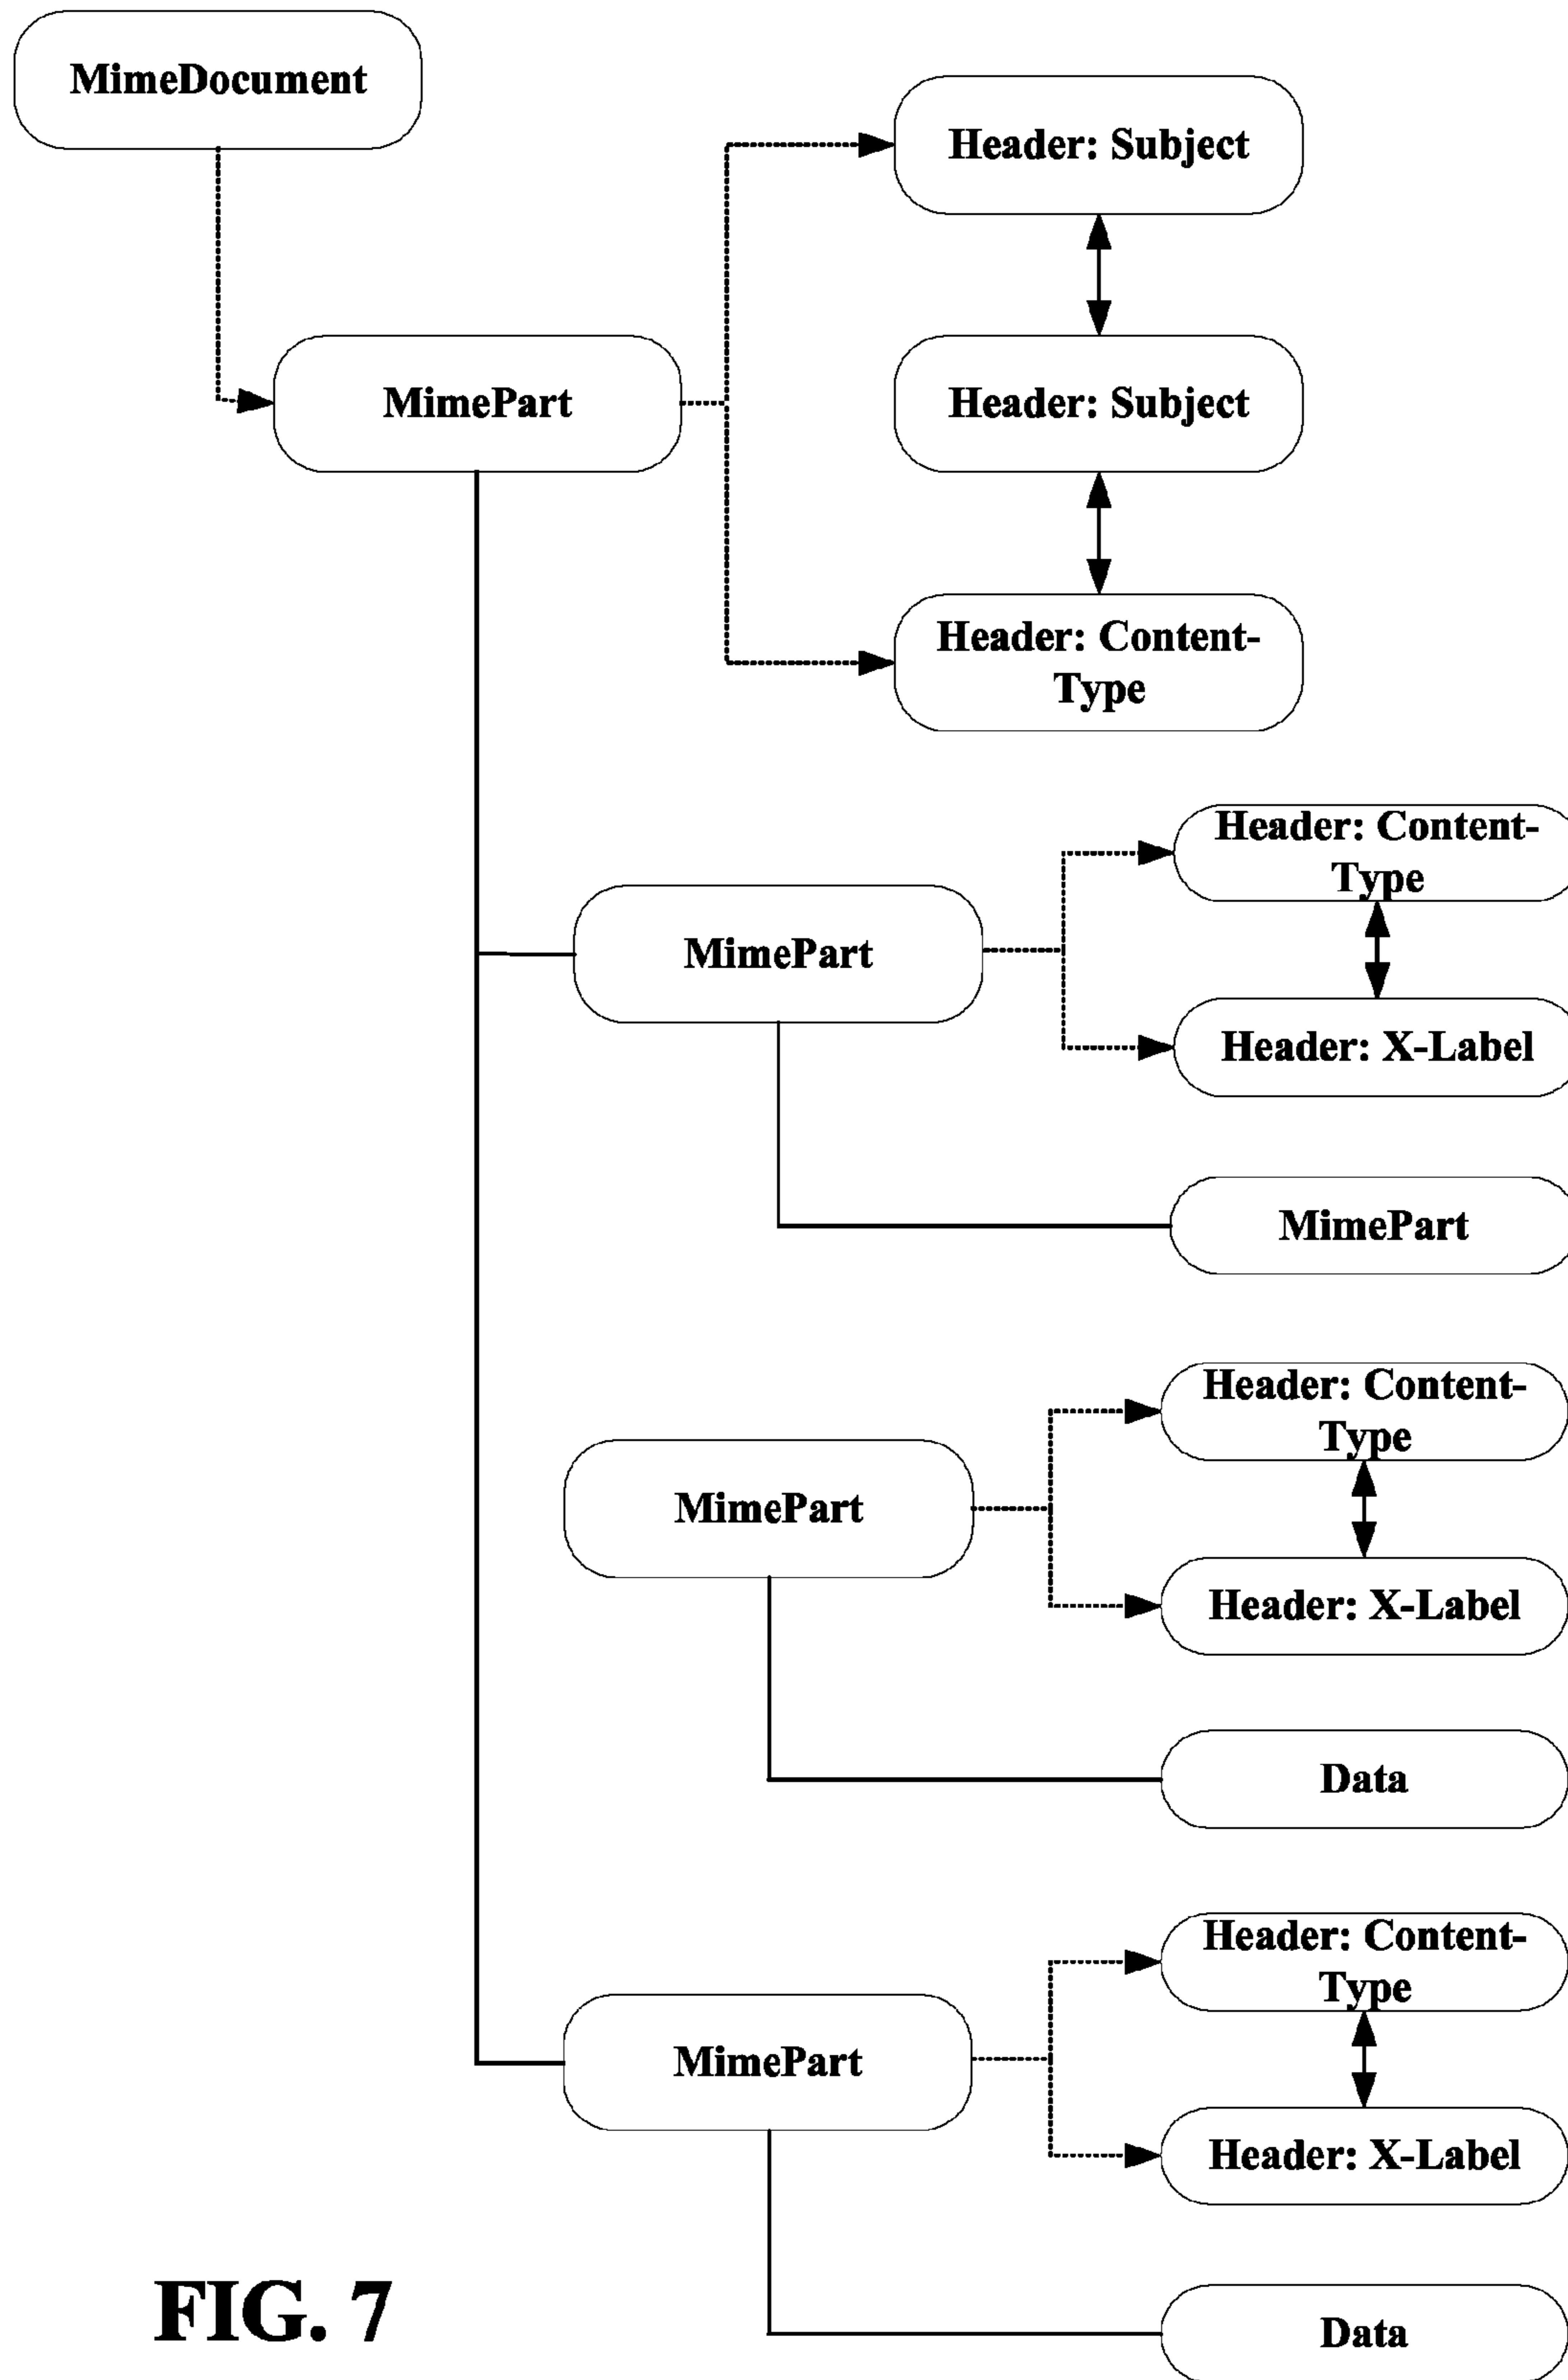 MimeDocument
Header: Subject
MimePart
Header: Subject
Header: Content-
Type
Header: Content-
Type
MimePart
Header: X-Label
MimePart
Header: Content-
Type
MimePart
Header: X-Label
Data
Header: Content-
Type
MimePart
Header: X-Label
Data
FIG. 7